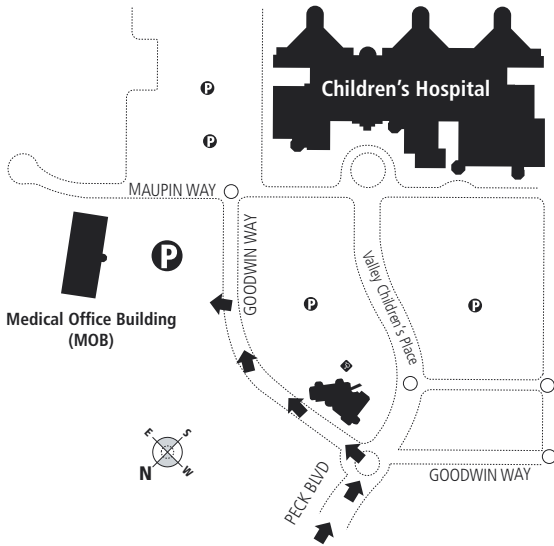 Children's Hospital
P
P
MAUPIN WAY
GOODWIN WAY
P
Valley Children's Place
P
P
Medical Office Building
(MOB)
E
S
N
W
PECK BLVD
GOODWIN WAY